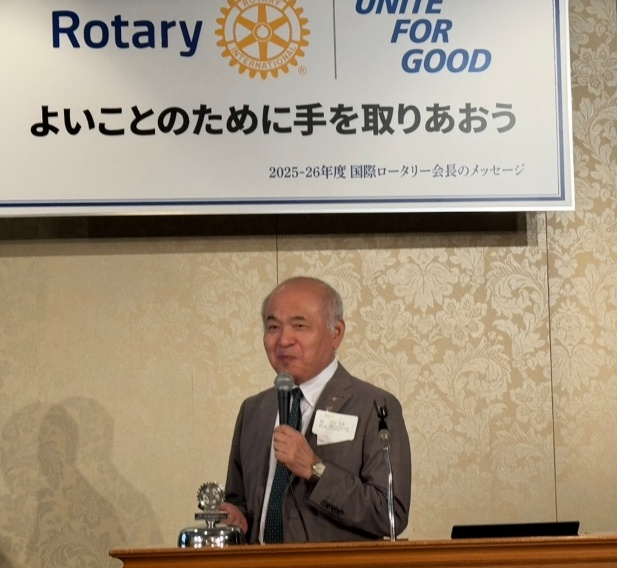 Rotary
ROTARY
INTERNATIONAL
®
UNITE
FOR
GOOD
よいことのために手を取りあおう
2025-26年度 国際ロータリー会長のメッセージ